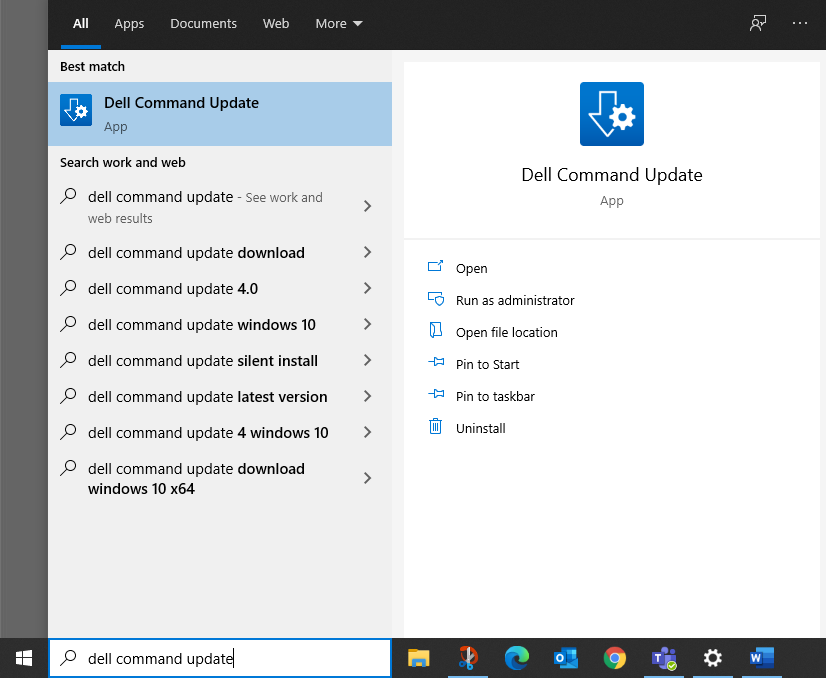 All Apps Documents Web More
Best match
Dell Command Update
App
Search work and web
dell command update - See work and
web results
dell command update download
dell command update 4.0
dell command update windows 10
dell command update silent install
dell command update latest version
dell command update 4 windows 10
dell command update download
windows 10 x64
Dell Command Update
App
Open
Run as administrator
Open file location
Pin to Start
Pin to taskbar
Uninstall
dell command update